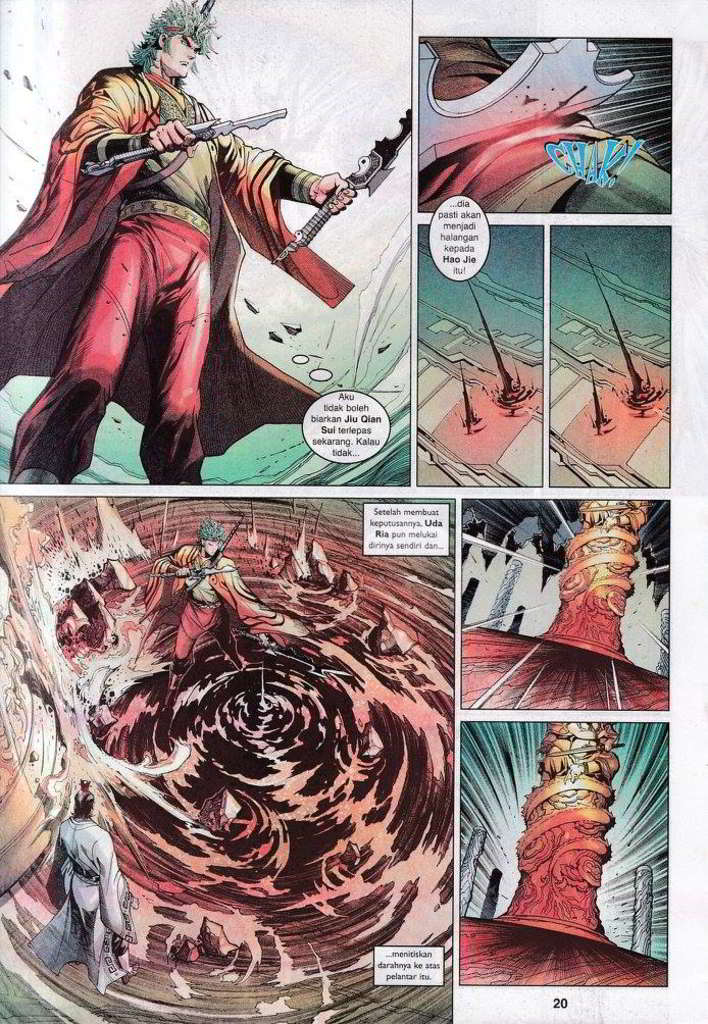 Aku
tidak boleh
biarkan Jiu Qian
Sui terlepas
sekarang. Kalau
tidak...
CHAK!
...dia
pasti akan
menjadi
halangan
kepada
Hao Jie
itu!
Setelah membuat
keputusannya, Uda
Ria pun melukai
dirinya sendiri dan...
...menitiskan
darahnya ke atas
pelantar itu.
20